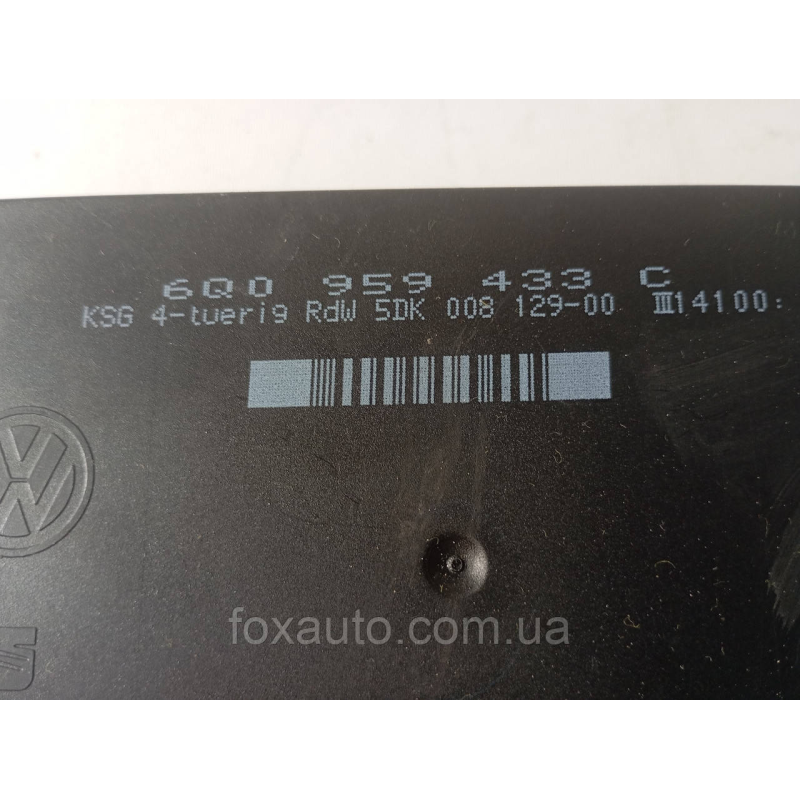 6Q0 959 433 C
KSG 4-tuerig RdW 5DK 008 129-00 III14100:
foxauto.com.ua